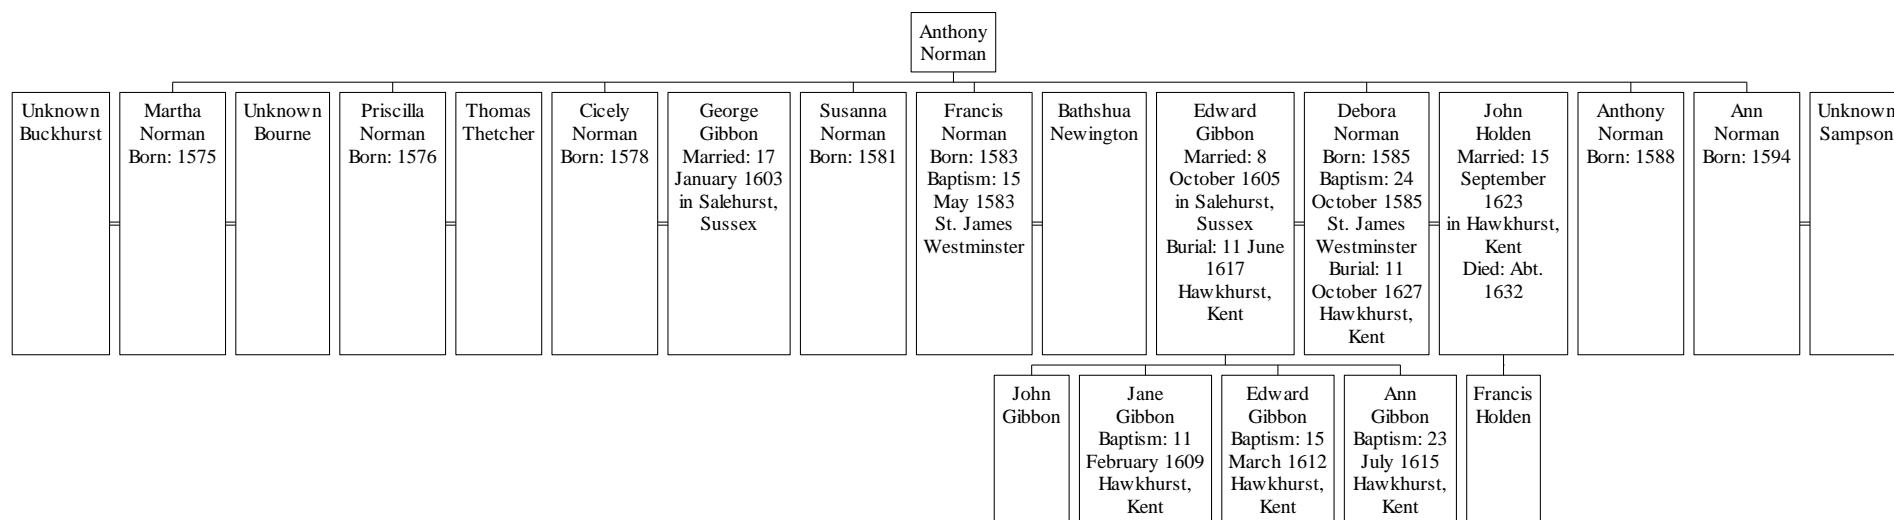 Anthony
Norman
Unknown
Buckhurst
Martha
Norman
Born: 1575
Unknown
Bourne
Priscilla
Norman
Born: 1576
Thomas
Thetcher
Cicely
Norman
Born: 1578
George
Gibbon
Married: 17
January 1603
in Salehurst,
Sussex
Susanna
Norman
Born: 1581
Francis
Norman
Born: 1583
Baptism: 15
May 1583
St. James
Westminster
Bathshua
Newington
Edward
Gibbon
Married: 8
October 1605
in Salehurst,
Sussex
Burial: 11 June
1617
Hawkhurst,
Kent
Debora
Norman
Born: 1585
Baptism: 24
October 1585
St. James
Westminster
Burial: 11
October 1627
Hawkhurst,
Kent
John
Holden
Married: 15
September
1623
in Hawkhurst,
Kent
Died: Abt.
1632
Anthony
Norman
Born: 1588
Ann
Norman
Born: 1594
Unknown
Sampson
John
Gibbon
Jane
Gibbon
Baptism: 11
February 1609
Hawkhurst,
Kent
Edward
Gibbon
Baptism: 15
March 1612
Hawkhurst,
Kent
Ann
Gibbon
Baptism: 23
July 1615
Hawkhurst,
Kent
Francis
Holden